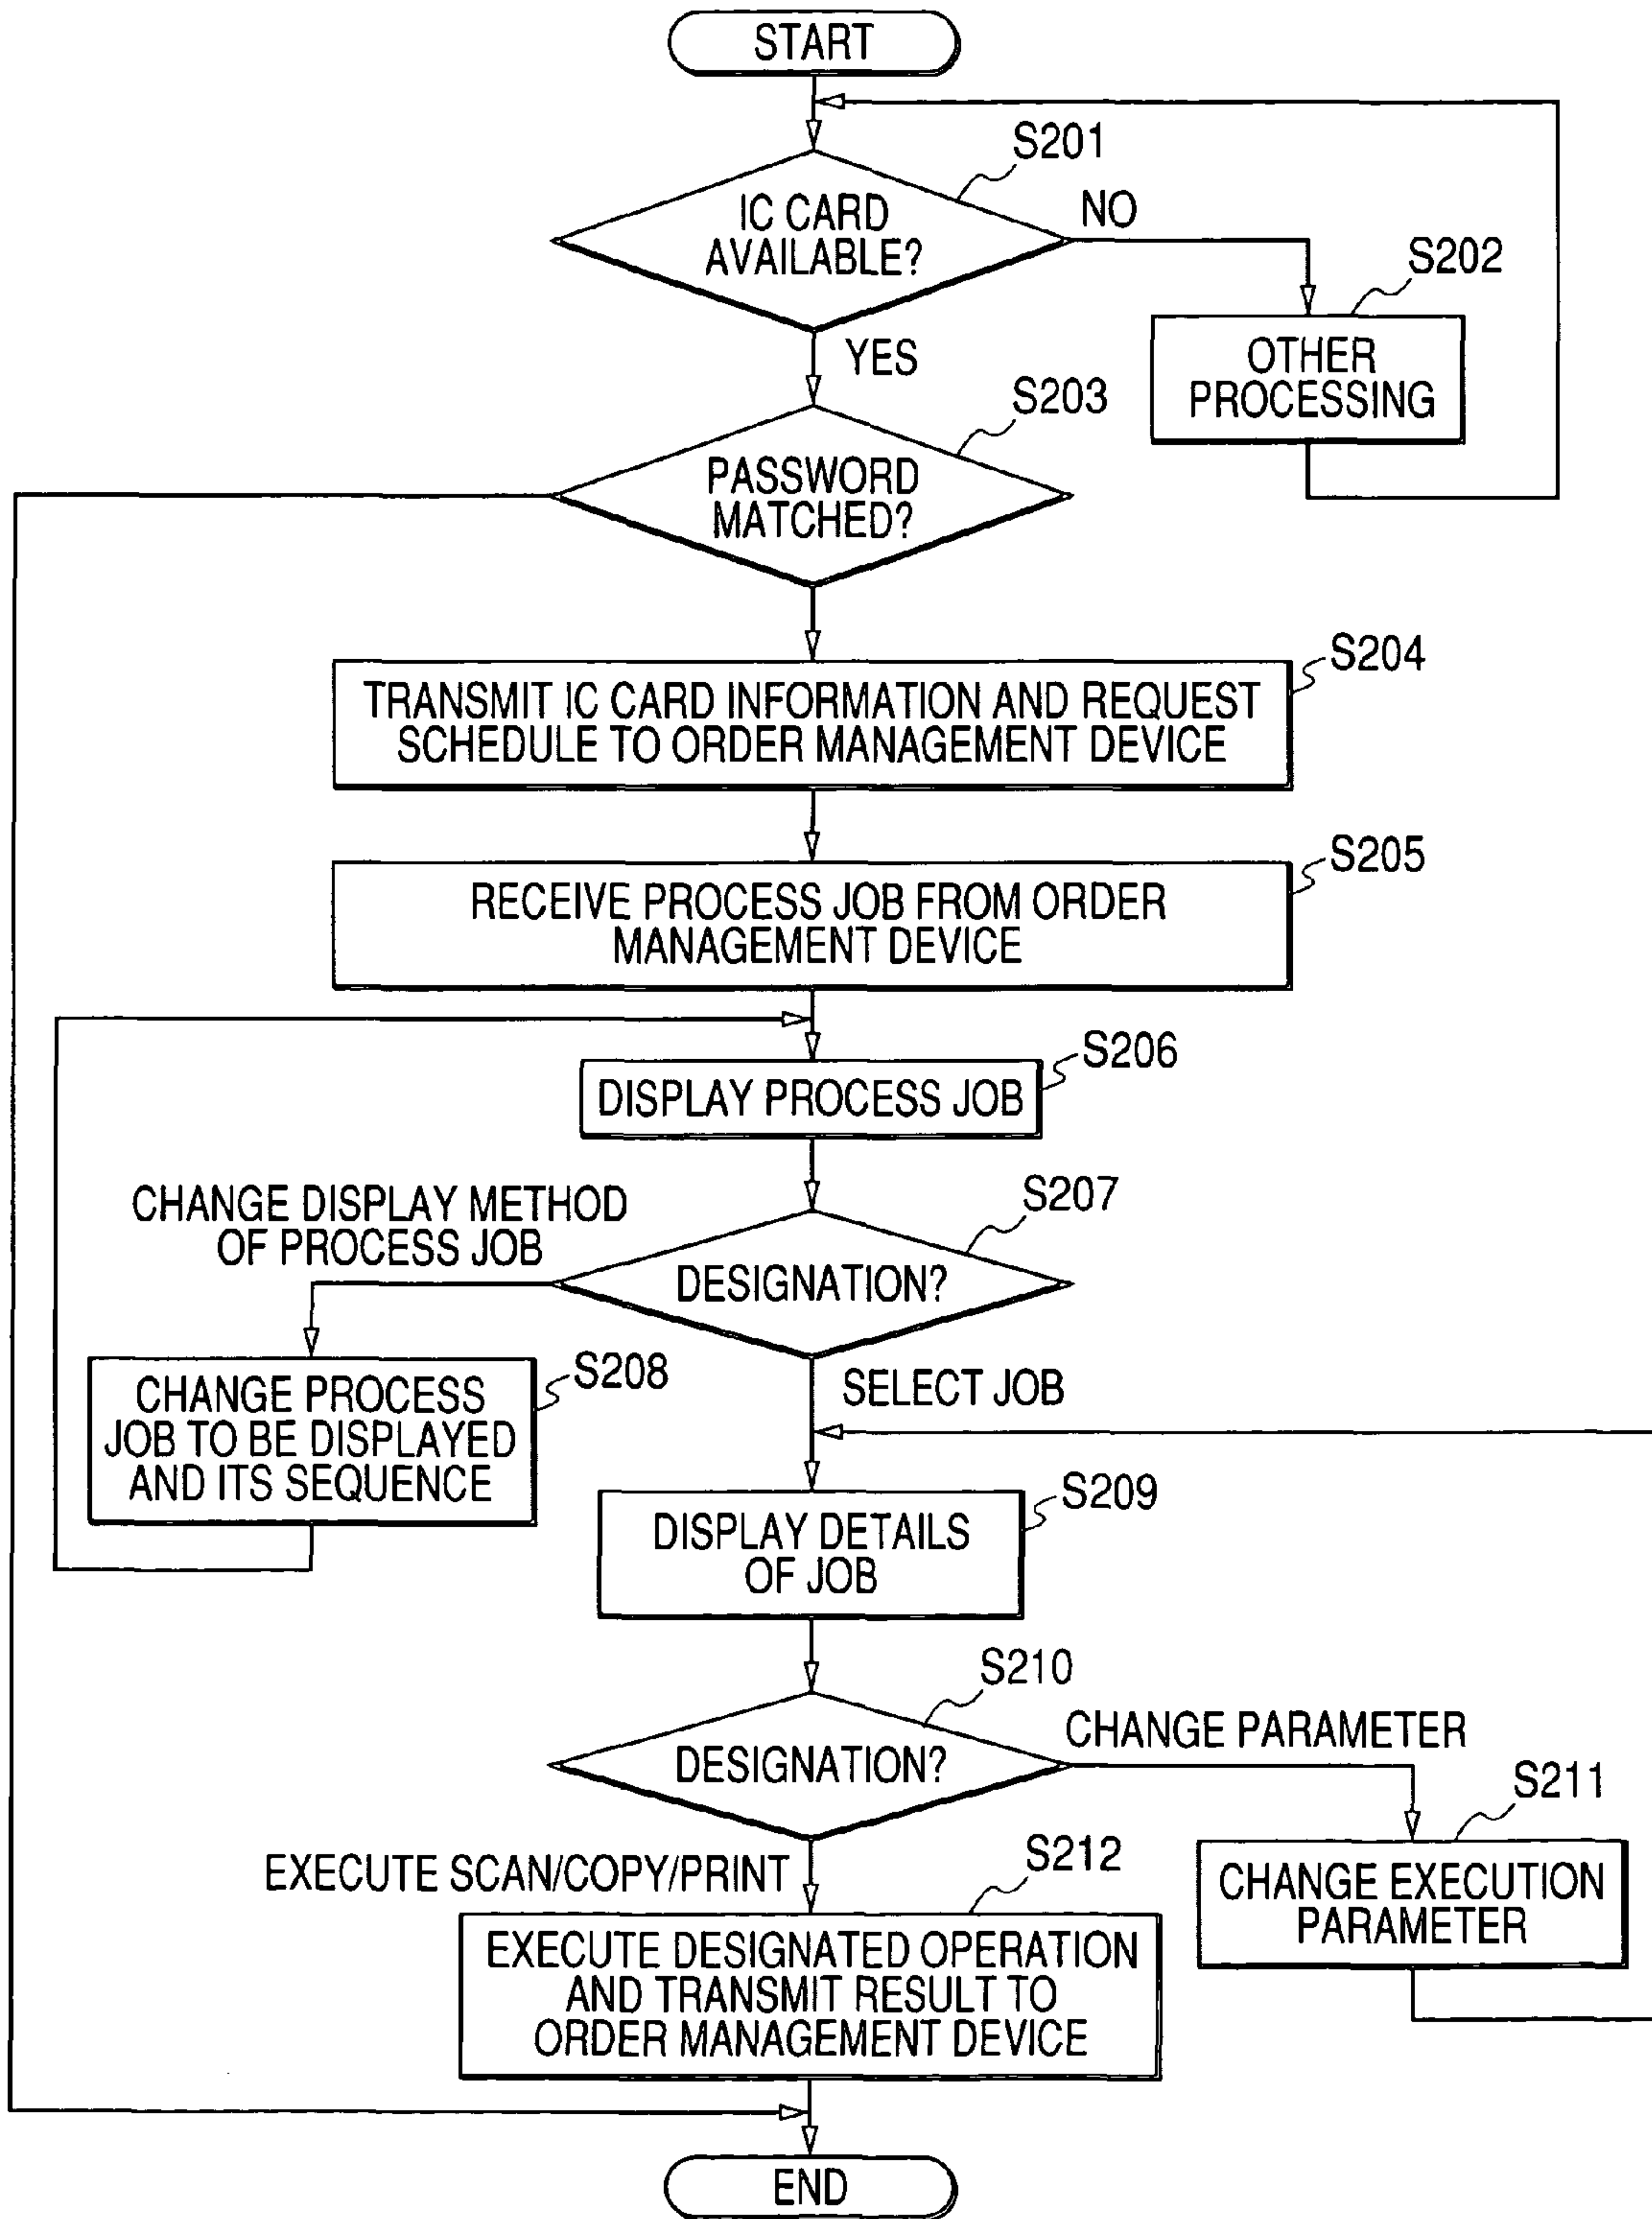 START
S201
IC CARD
AVAILABLE?
NO
S202
OTHER
PROCESSING
YES
S203
PASSWORD
MATCHED?
S204
TRANSMIT IC CARD INFORMATION AND REQUEST
SCHEDULE TO ORDER MANAGEMENT DEVICE
S205
RECEIVE PROCESS JOB FROM ORDER
MANAGEMENT DEVICE
S206
DISPLAY PROCESS JOB
S207
CHANGE DISPLAY METHOD
OF PROCESS JOB
DESIGNATION?
S208
CHANGE PROCESS
JOB TO BE DISPLAYED
AND ITS SEQUENCE
SELECT JOB
S209
DISPLAY DETAILS
OF JOB
S210
DESIGNATION?
CHANGE PARAMETER
S211
CHANGE EXECUTION
PARAMETER
EXECUTE SCAN/COPY/PRINT
S212
EXECUTE DESIGNATED OPERATION
AND TRANSMIT RESULT TO
ORDER MANAGEMENT DEVICE
END